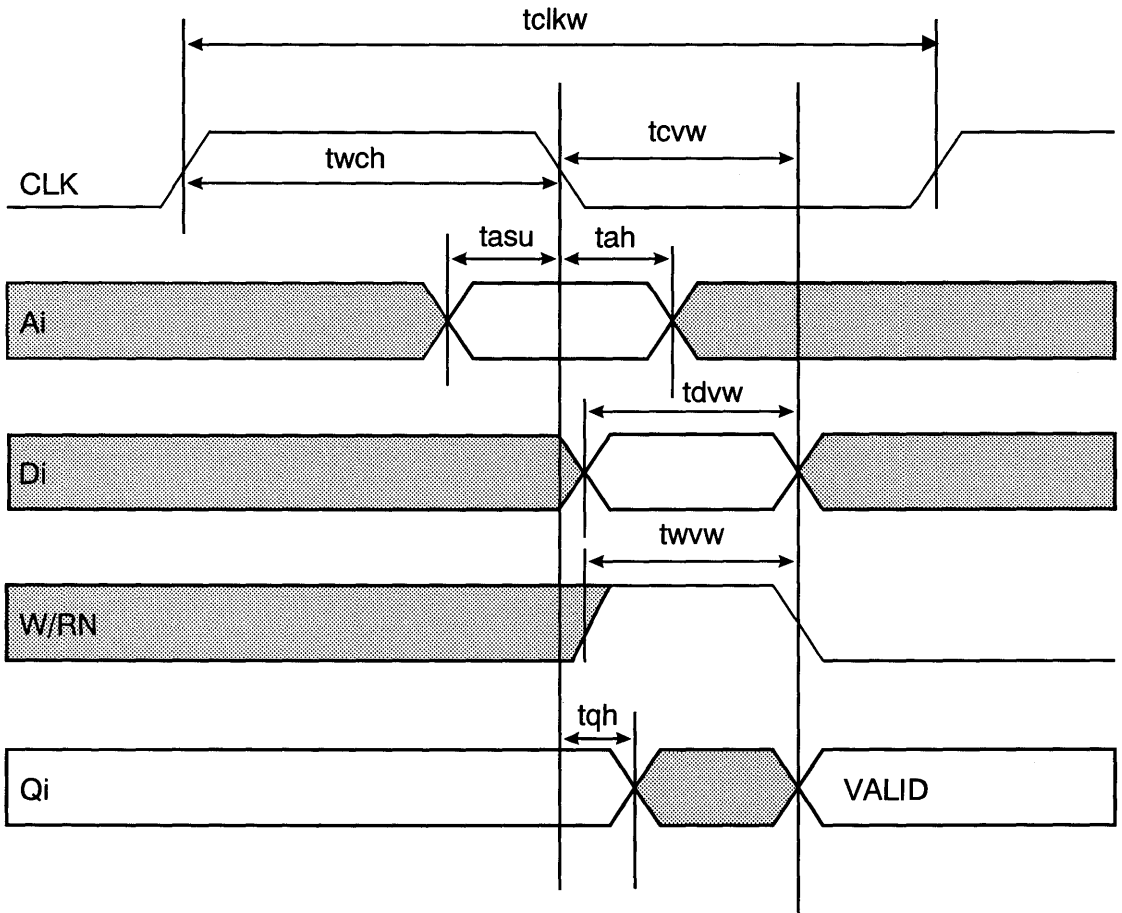 tclkw
twch
tcvw
CLK
tasu
tah
Ai
tdvw
Di
twvw
W/RN
tqh
Qi
VALID